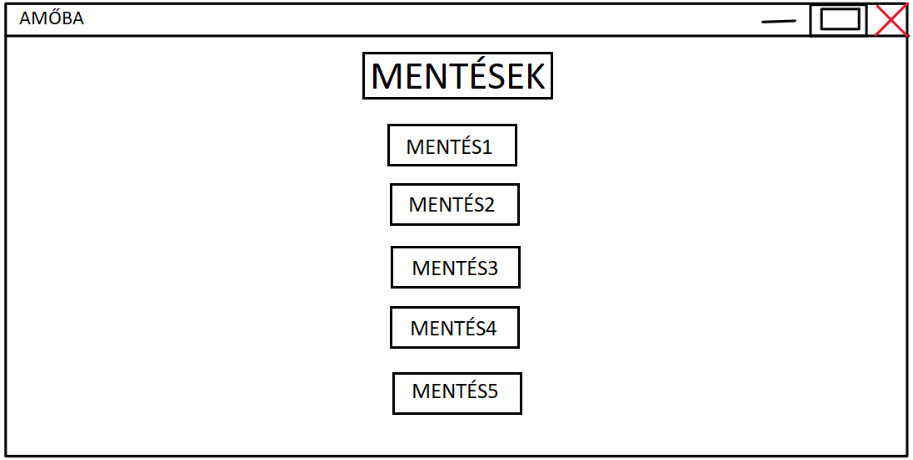 AMŐBA
MENTÉSEK
MENTÉS1
MENTÉS2
MENTÉS3
MENTÉS4
MENTÉS5